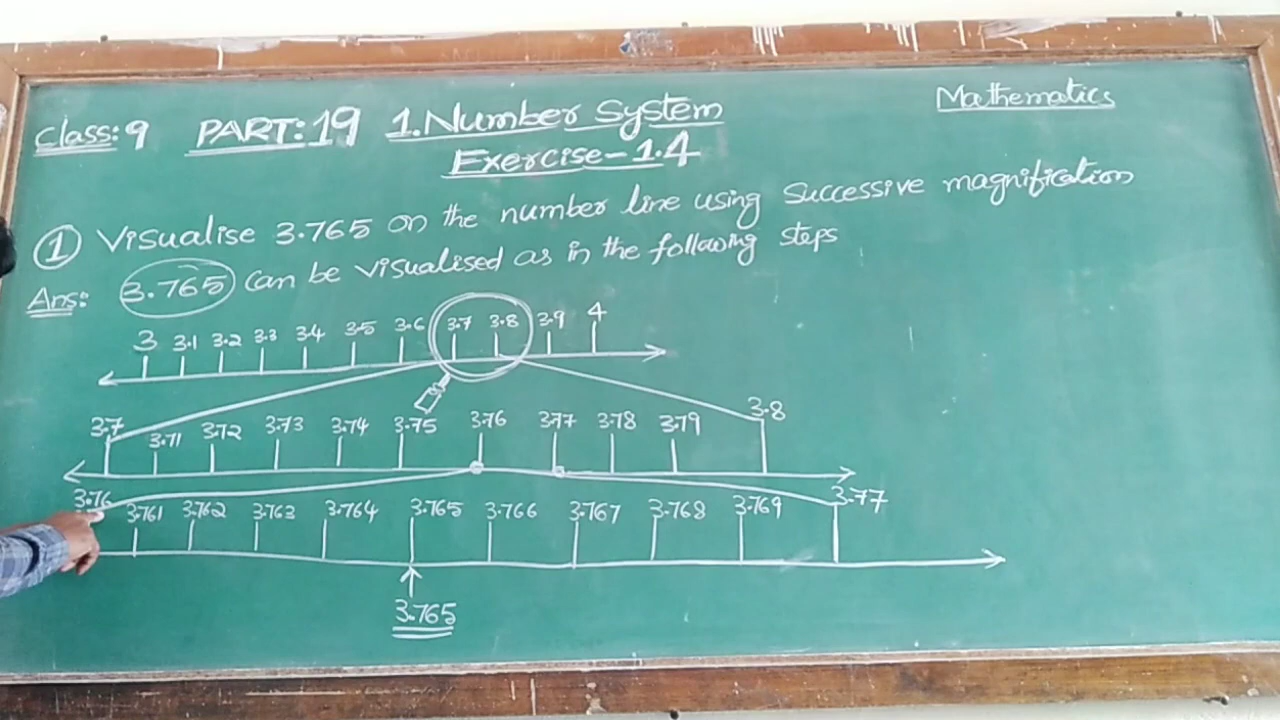 Mathematics
Class: 9 PART: 19 1. Number System
Exercise-1.4
1 Visualise 3.765 on the number line using successive magnification
Ans: 3.765 can be visualised as in the following steps
3 3.1 3.2 3.3 3.4 3.5 3.6 3.7 3.8 3.9 4
3.7 3.71 3.72 3.73 3.74 3.75 3.76 3.77 3.78 3.79 3.8
3.76 3.761 3.762 3.763 3.764 3.765 3.766 3.767 3.768 3.769 3.77
3.765